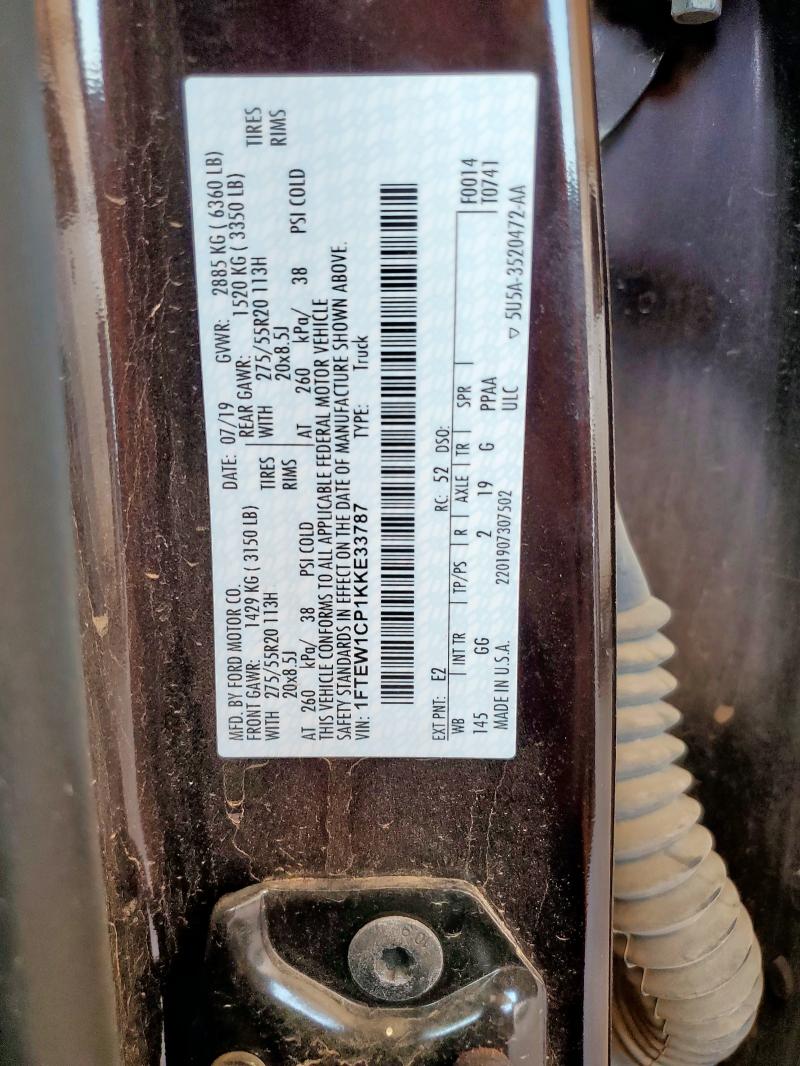 MFD. BY FORD MOTOR CO. DATE: 07/19 GVWR: 2885 KG ( 6360 LB)
FRONT GAWR: 1429 KG ( 3150 LB) REAR GAWR: 1520 KG ( 3350 LB)
WITH 275/55R20 113H TIRES WITH 275/55R20 113H TIRES
20x8.5J RIMS 20x8.5J RIMS
AT 260 kPa/ 38 PSI COLD AT 260 kPa/ 38 PSI COLD
THIS VEHICLE CONFORMS TO ALL APPLICABLE FEDERAL MOTOR VEHICLE
SAFETY STANDARDS IN EFFECT ON THE DATE OF MANUFACTURE SHOWN ABOVE.
VIN: 1FTEW1CP1KKE33787 TYPE: Truck
EXT PNT: E2 RC: 52 DSO:
WB INT TR TP/PS R AXLE TR SPR F0014
145 GG 2 19 G PPAA T0741
MADE IN U.S.A. 2201907307502 ULC ▽ 5U5A-3520472-AA